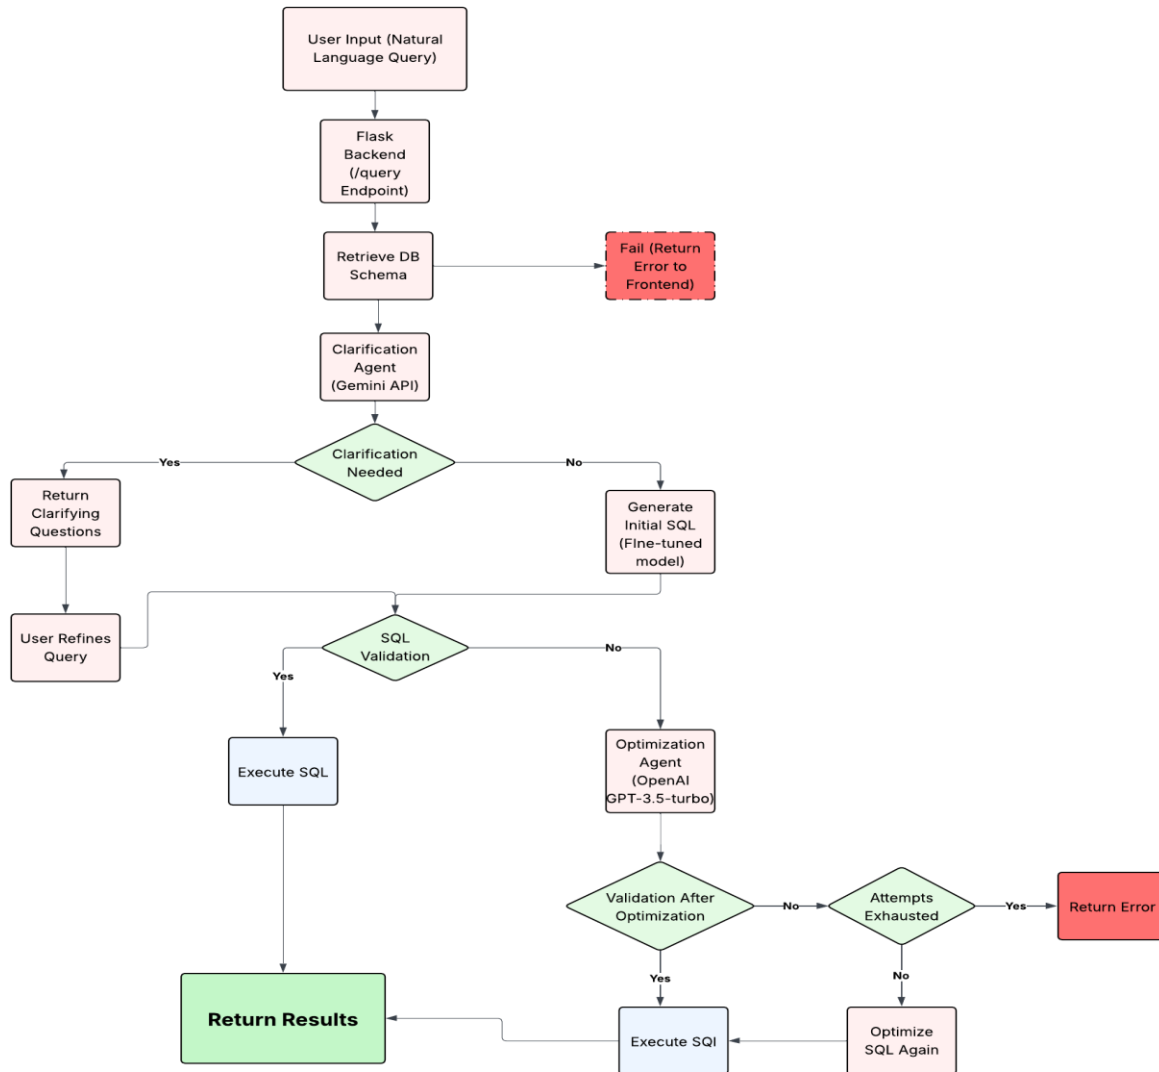 User Input (Natural
Language Query)
Flask
Backend
(/query
Endpoint)
Retrieve DB
Schema
Fail (Return
Error to
Frontend)
Clarification
Agent
(Gemini API)
Clarification
Needed
Yes
No
Return
Clarifying
Questions
Generate
Initial SQL
(FIne-tuned
model)
User Refines
Query
SQL
Validation
Yes
No
Execute SQL
Optimization
Agent
(OpenAI
GPT-3.5-turbo)
Validation After
Optimization
No
Attempts
Exhausted
Yes
Return Error
Yes
No
Return Results
Execute SQl
Optimize
SQL Again